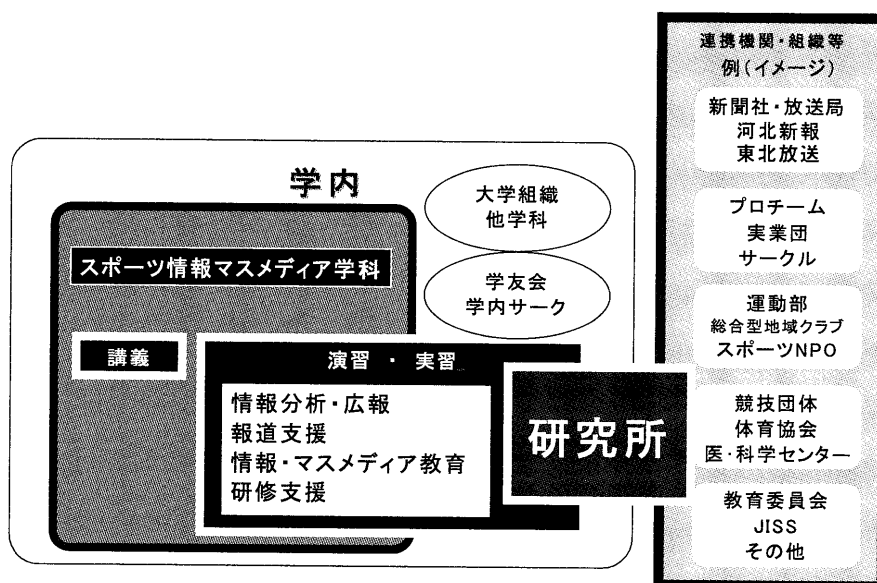 学内
大学組織
他学科
学友会
学内サーク
スポーツ情報マスメディア学科
講義
演習 ・ 実習
情報分析・広報
報道支援
情報・マスメディア教育
研修支援
研究所
連携機関・組織等
例(イメージ)
新聞社・放送局
河北新報
東北放送
プロチーム
実業団
サークル
運動部
総合型地域クラブ
スポーツNPO
競技団体
体育協会
医・科学センター
教育委員会
JISS
その他